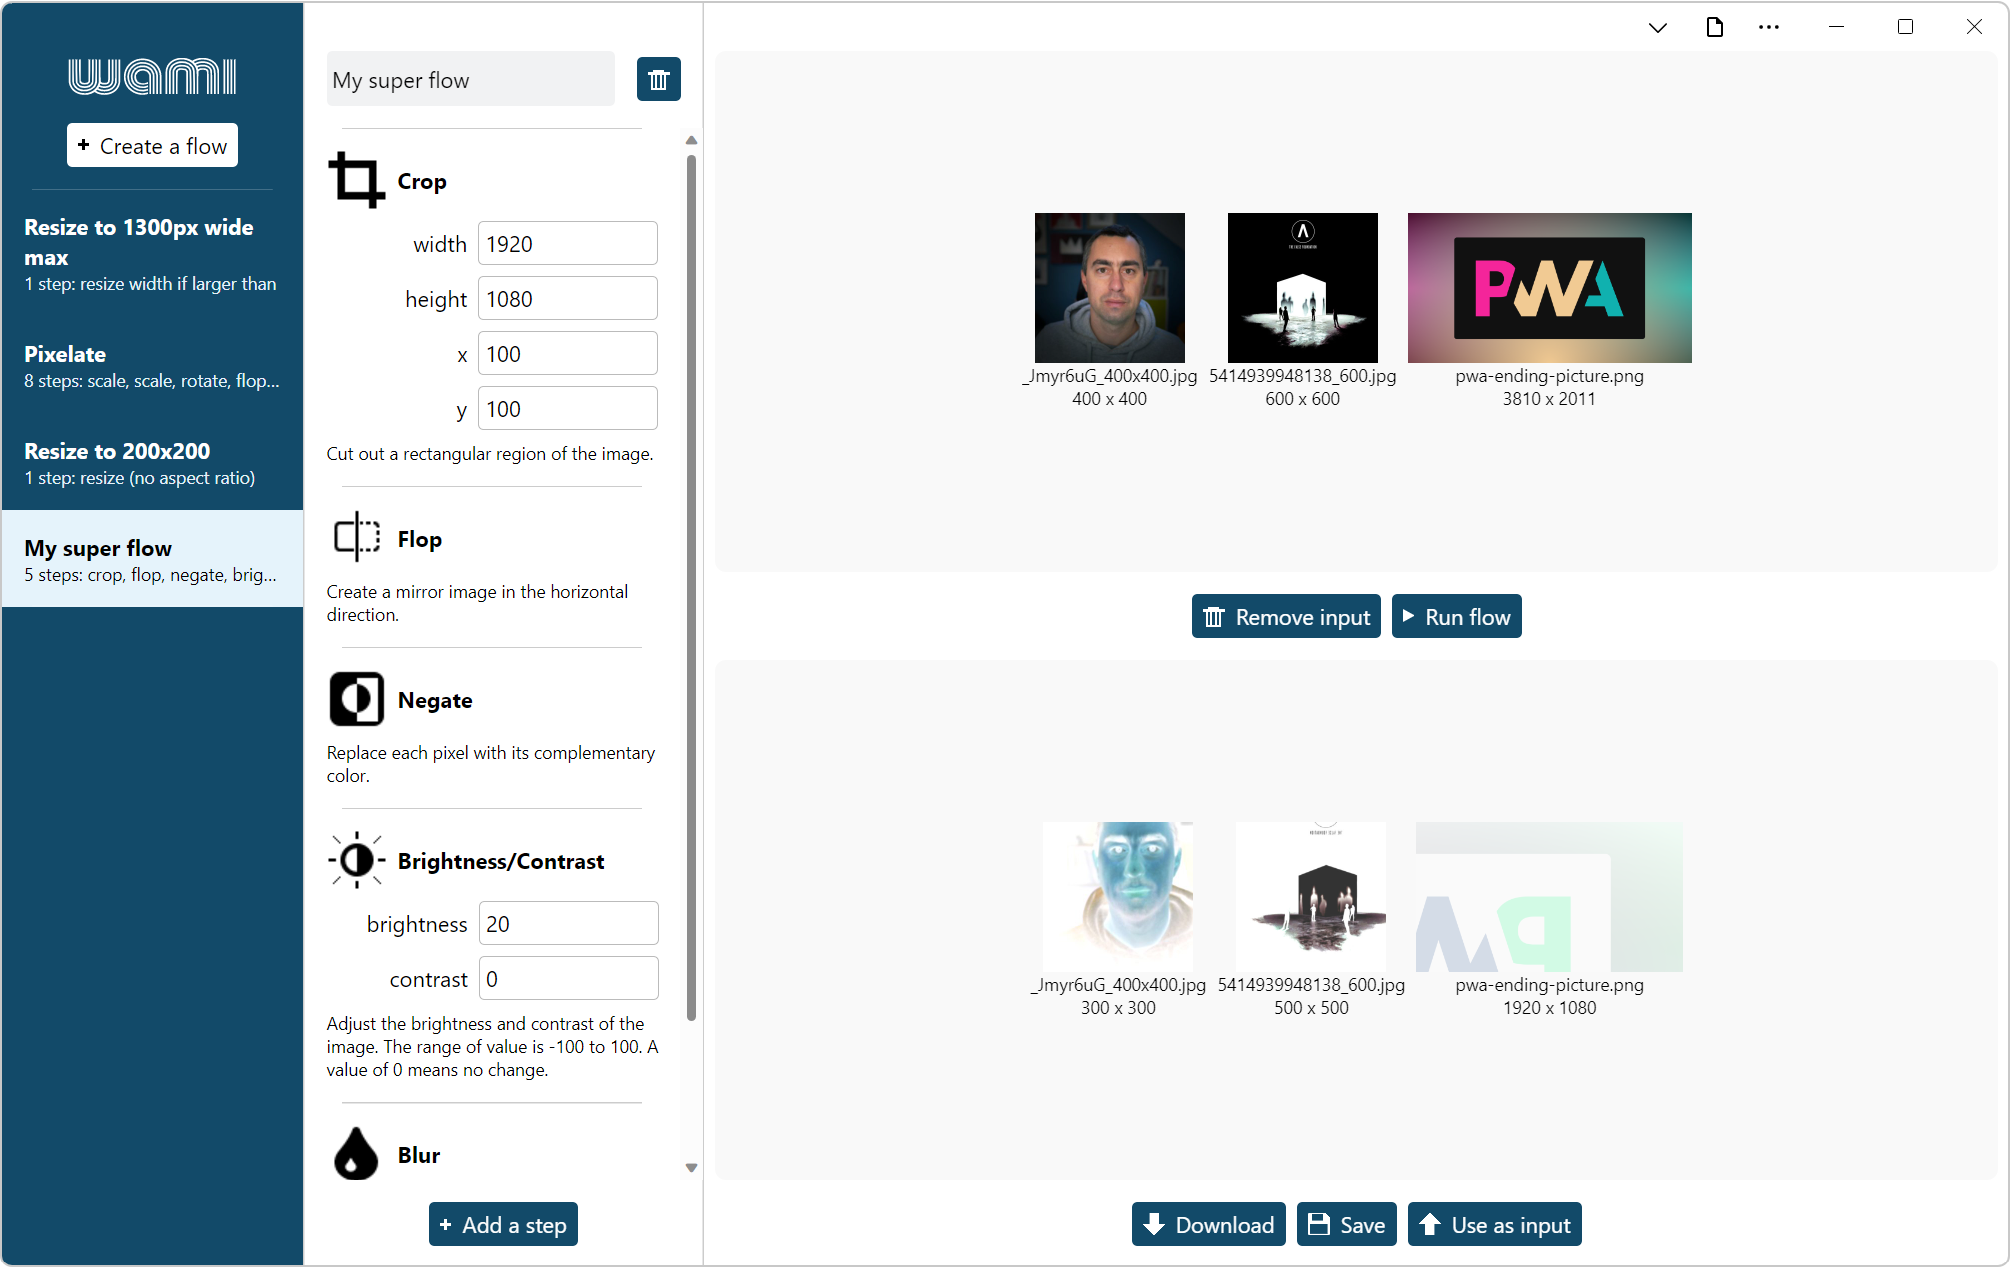 wami
+ Create a flow
Resize to 1300px wide
max
1 step: resize width if larger than
Pixelate
8 steps: scale, scale, rotate, flop...
Resize to 200x200
1 step: resize (no aspect ratio)
My super flow
5 steps: crop, flop, negate, brig...
My super flow
Crop
width 1920
height 1080
x 100
y 100
Cut out a rectangular region of the image.
Flop
Create a mirror image in the horizontal
direction.
Negate
Replace each pixel with its complementary
color.
Brightness/Contrast
brightness 20
contrast 0
Adjust the brightness and contrast of the
image. The range of value is -100 to 100. A
value of 0 means no change.
Blur
+ Add a step
PWA
_Jmyr6uG_400x400.jpg
400 x 400
5414939948138_600.jpg
600 x 600
pwa-ending-picture.png
3810 x 2011
Remove input
Run flow
_Jmyr6uG_400x400.jpg
300 x 300
5414939948138_600.jpg
500 x 500
pwa-ending-picture.png
1920 x 1080
Download
Save
Use as input